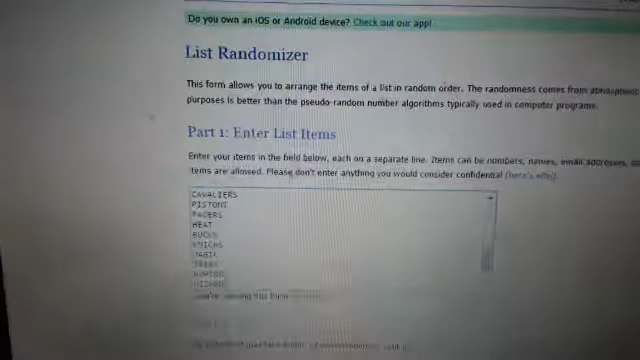 Do you own an iOS or Android device? Check out our app!
List Randomizer
This form allows you to arrange the items of a list in random order. The randomness comes from atmospheric
purposes is better than the pseudo-random number algorithms typically used in computer programs.
Part 1: Enter List Items
Enter your items in the field below, each on a separate line. Items can be numbers, names, email addresses,
items are allowed. Please don't enter anything you would consider confidential (here's why).
CAVALIERS
PISTONS
PACERS
HEAT
BUCKS
KNICKS
MAGIC